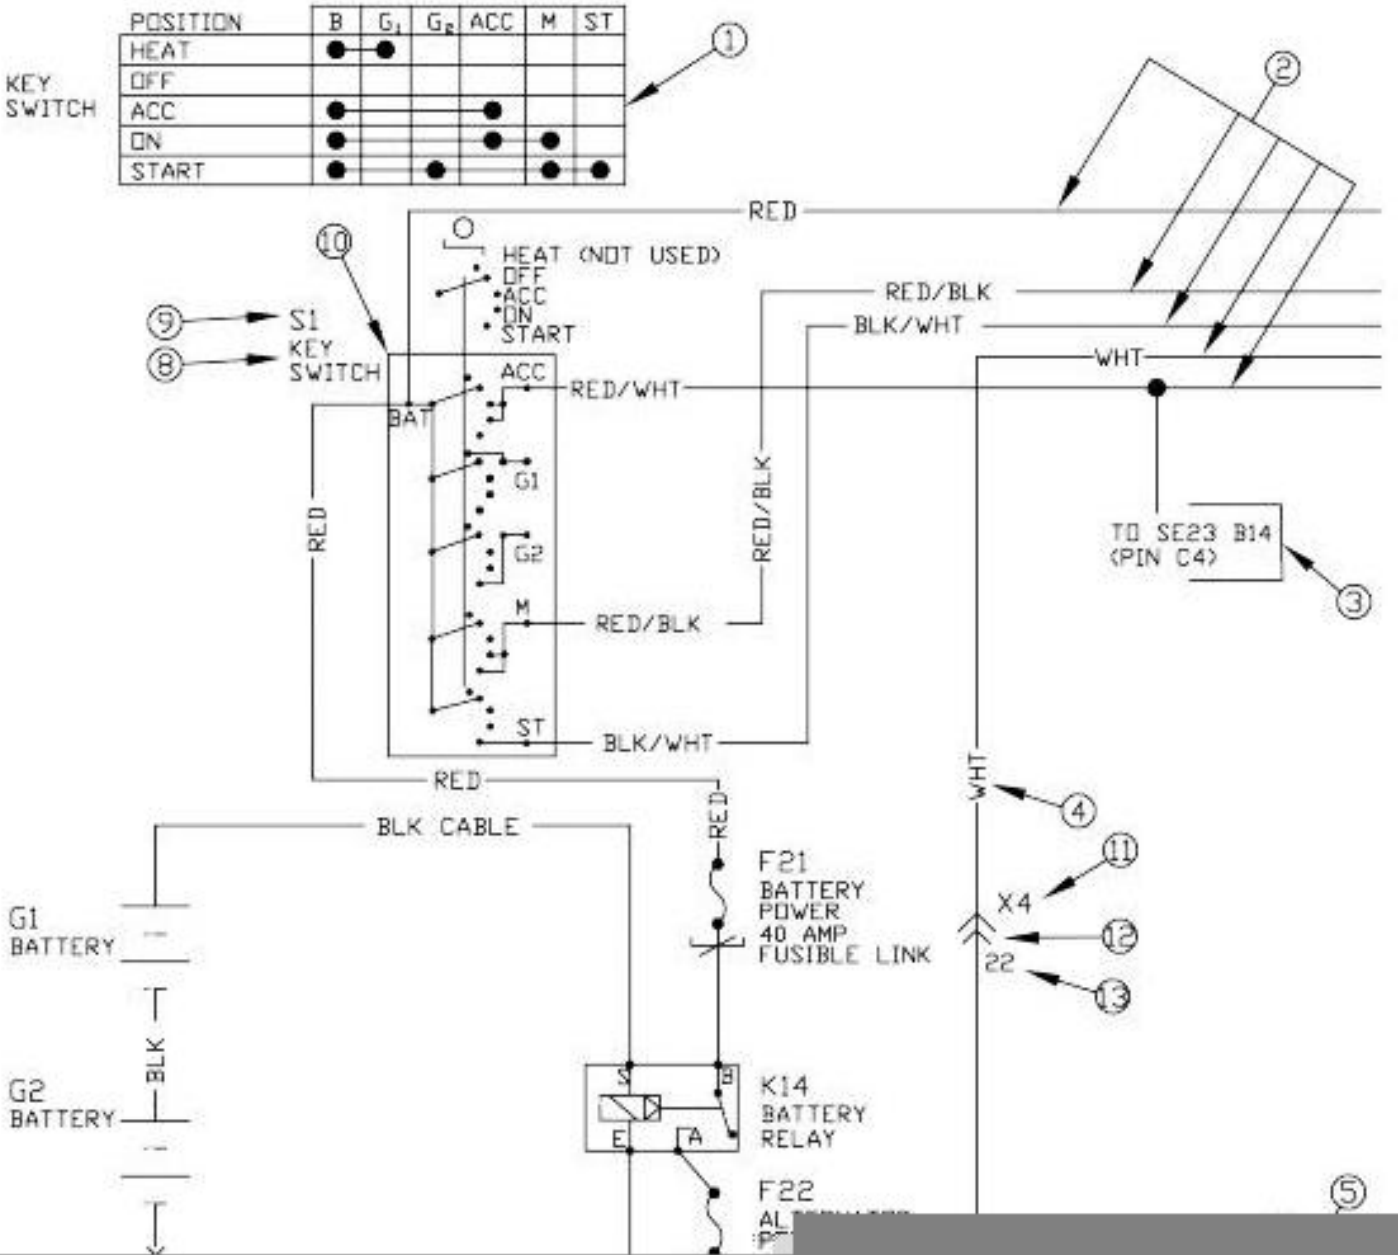 POSITION B G1 G2 ACC M ST
HEAT
OFF
ACC
ON
START
KEY
SWITCH
1
2
RED
10
HEAT (NOT USED)
OFF
ACC
ON
START
9
S1
8
KEY
SWITCH
RED/BLK
BLK/WHT
WHT
ACC
RED/WHT
BAT
G1
RED
RED/BLK
G2
TO SE23 B14
(PIN C4)
3
M
RED/BLK
ST
BLK/WHT
RED
WHT
4
RED
BLK CABLE
11
F21
BATTERY
POWER
40 AMP
FUSIBLE LINK
X4
12
22
13
G1
BATTERY
BLK
G2
BATTERY
S B
K14
BATTERY
RELAY
E A
F22
5